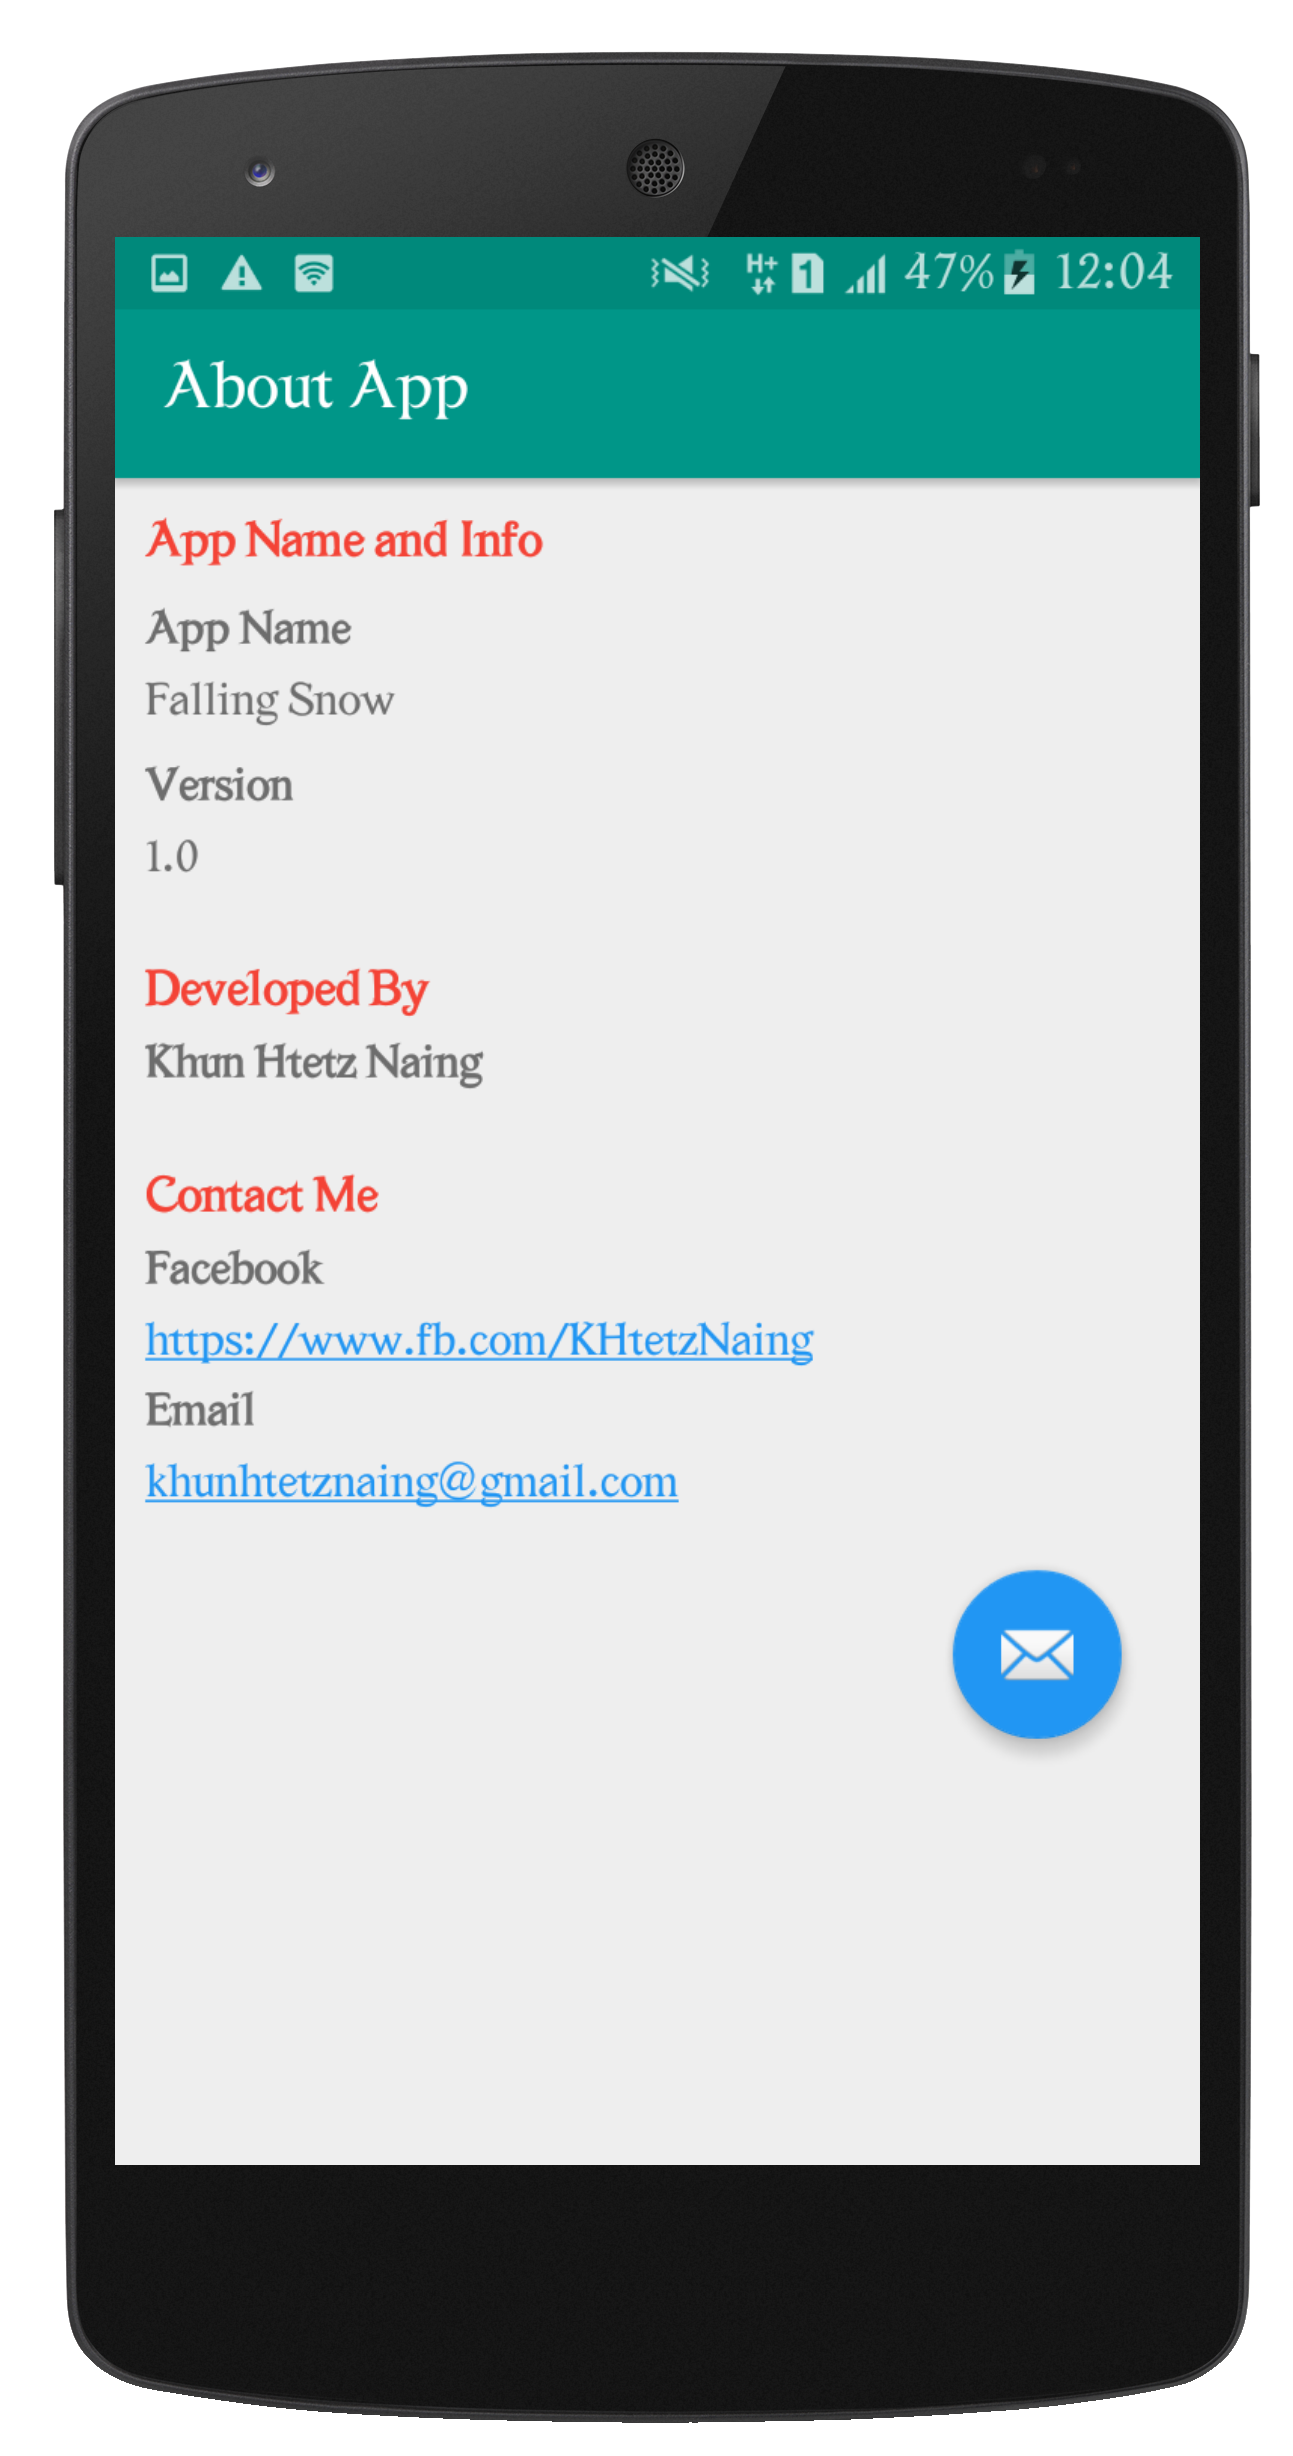 H+ 1 47% 12:04
About App
App Name and Info
App Name
Falling Snow
Version
1.0
Developed By
Khun Htetz Naing
Contact Me
Facebook
https://www.fb.com/KHtetzNaing
Email
khunhtetznaing@gmail.com